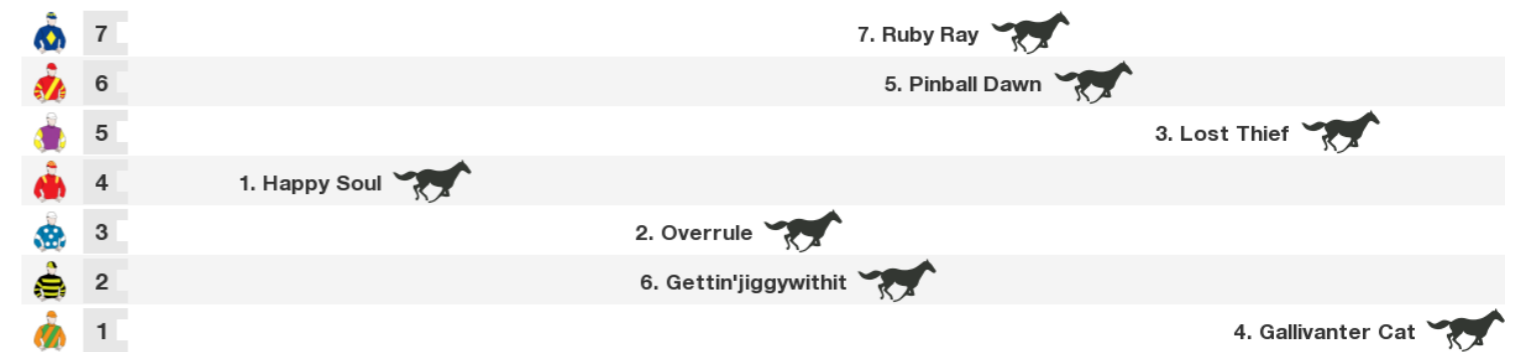 7 7. Ruby Ray
6 5. Pinball Dawn
5 3. Lost Thief
4 1. Happy Soul
3 2. Overrule
2 6. Gettin'jiggywithit
1 4. Gallivanter Cat